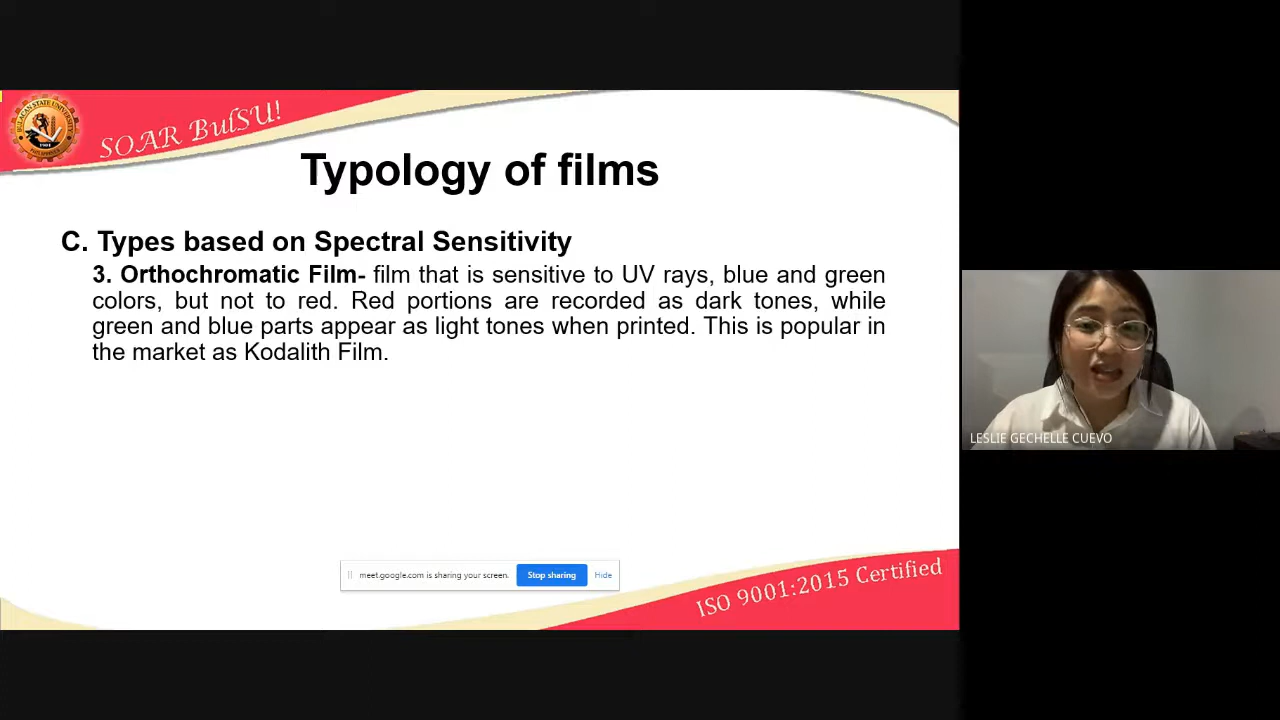 SOAR BulSU!
Typology of films
C. Types based on Spectral Sensitivity
3. Orthochromatic Film- film that is sensitive to UV rays, blue and green
colors, but not to red. Red portions are recorded as dark tones, while
green and blue parts appear as light tones when printed. This is popular in
the market as Kodalith Film.
LESLIE GECHELLE CUEVO
meet.google.com is sharing your screen.
Stop sharing
Hide
ISO 9001:2015 Certified